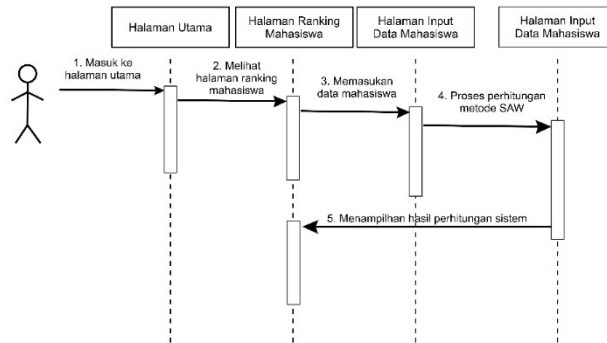 Halaman Utama
Halaman Ranking
Mahasiswa
Halaman Input
Data Mahasiswa
Halaman Input
Data Mahasiswa
1. Masuk ke
halaman utama
2. Melihat
halaman ranking
mahasiswa
3. Memasukan
data mahasiswa
4. Proses perhitungan
metode SAW
5. Menampilhan hasil perhitungan sistem